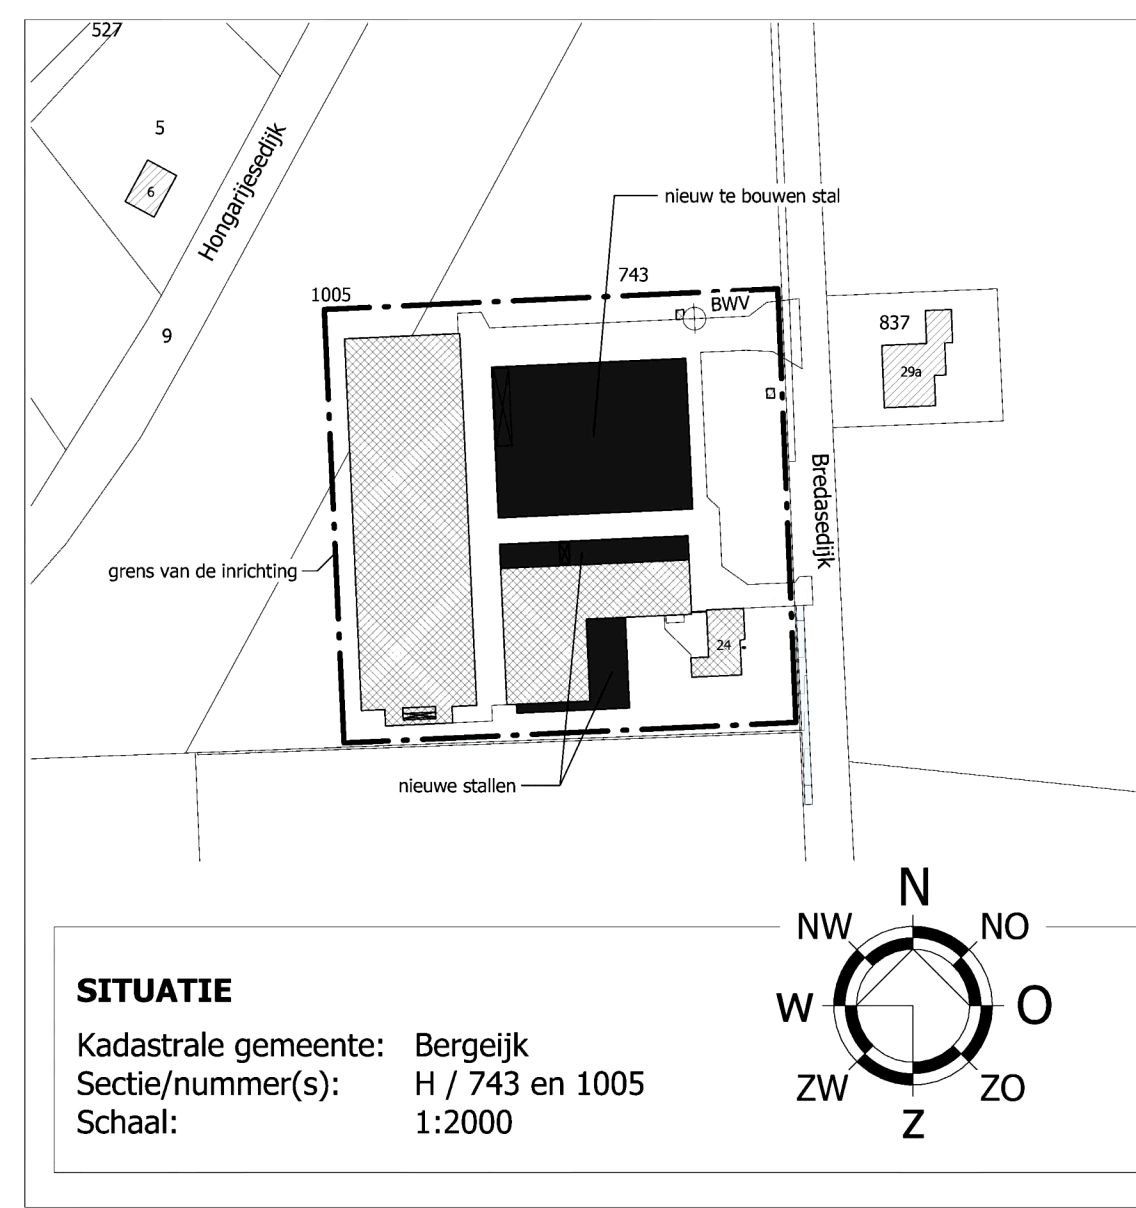 527
5
6
Hongarijesedijk
nieuw te bouwen stal
743
1005
BWV
837
9
29a
Bredasedijk
grens van de inrichting
24
nieuwe stallen
N
NW
NO
W
O
ZW
ZO
Z
SITUATIE
Kadastrale gemeente: Bergeijk
Sectie/nummer(s): H / 743 en 1005
Schaal: 1:2000